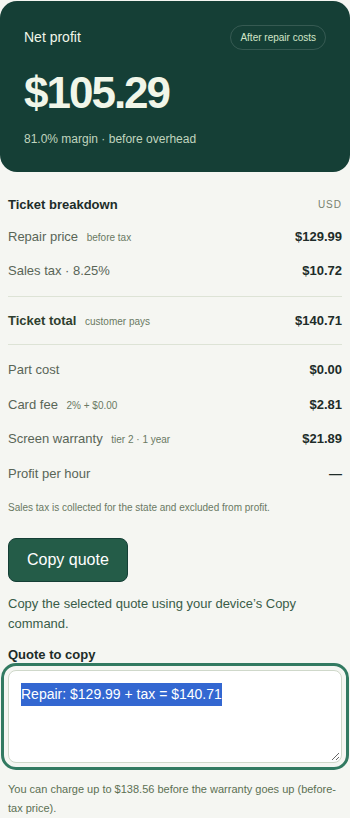 Net profit After repair costs
$105.29
81.0% margin · before overhead
Ticket breakdown USD
Repair price before tax $129.99
Sales tax · 8.25% $10.72
Ticket total customer pays $140.71
Part cost $0.00
Card fee 2% + $0.00 $2.81
Screen warranty tier 2 · 1 year $21.89
Profit per hour —
Sales tax is collected for the state and excluded from profit.
Copy quote
Copy the selected quote using your device’s Copy
command.
Quote to copy
Repair: $129.99 + tax = $140.71
You can charge up to $138.56 before the warranty goes up (before-
tax price).